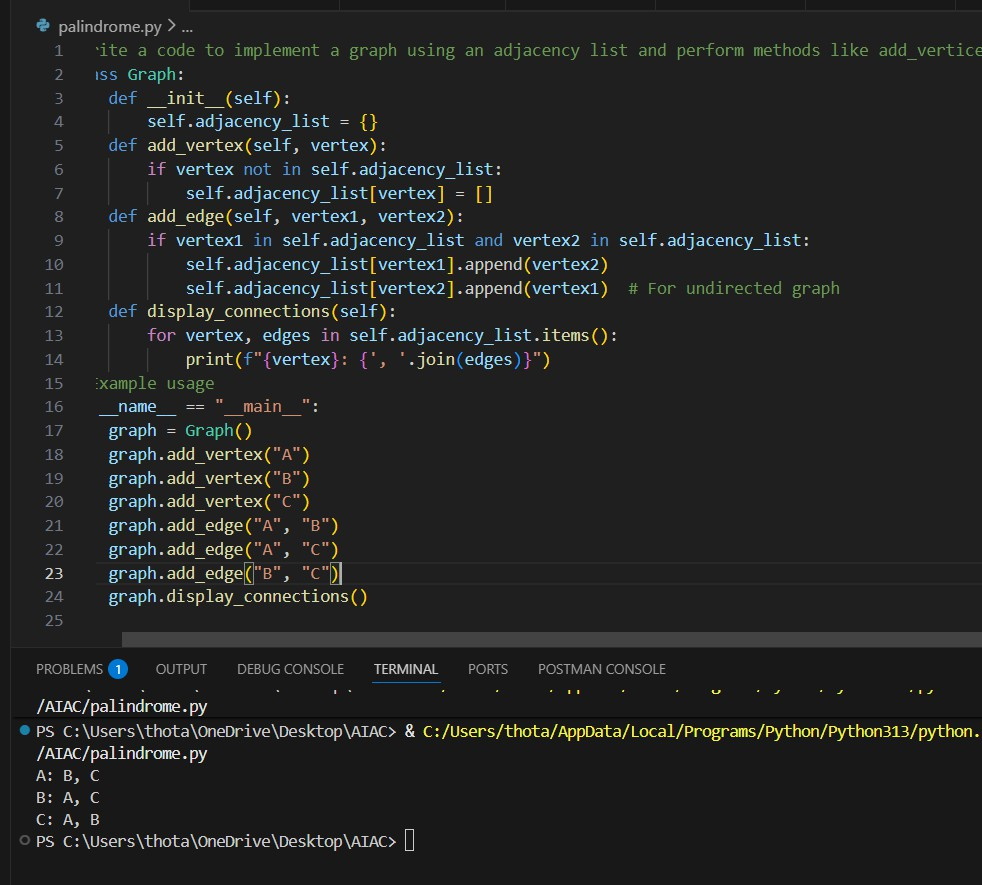 palindrome.py > ...
1 rite a code to implement a graph using an adjacency list and perform methods like add_vertice
2 ass Graph:
3 def __init__(self):
4 self.adjacency_list = {}
5 def add_vertex(self, vertex):
6 if vertex not in self.adjacency_list:
7 self.adjacency_list[vertex] = []
8 def add_edge(self, vertex1, vertex2):
9 if vertex1 in self.adjacency_list and vertex2 in self.adjacency_list:
10 self.adjacency_list[vertex1].append(vertex2)
11 self.adjacency_list[vertex2].append(vertex1)  # For undirected graph
12 def display_connections(self):
13 for vertex, edges in self.adjacency_list.items():
14 print(f"{vertex}: {', '.join(edges)}")
15 Example usage
16 __name__ == "__main__":
17 graph = Graph()
18 graph.add_vertex("A")
19 graph.add_vertex("B")
20 graph.add_vertex("C")
21 graph.add_edge("A", "B")
22 graph.add_edge("A", "C")
23 graph.add_edge("B", "C")
24 graph.display_connections()
25
PROBLEMS 1 OUTPUT DEBUG CONSOLE TERMINAL PORTS POSTMAN CONSOLE
/AIAC/palindrome.py
PS C:\Users\thota\OneDrive\Desktop\AIAC> & C:/Users/thota/AppData/Local/Programs/Python/Python313/python.
/AIAC/palindrome.py
A: B, C
B: A, C
C: A, B
PS C:\Users\thota\OneDrive\Desktop\AIAC>